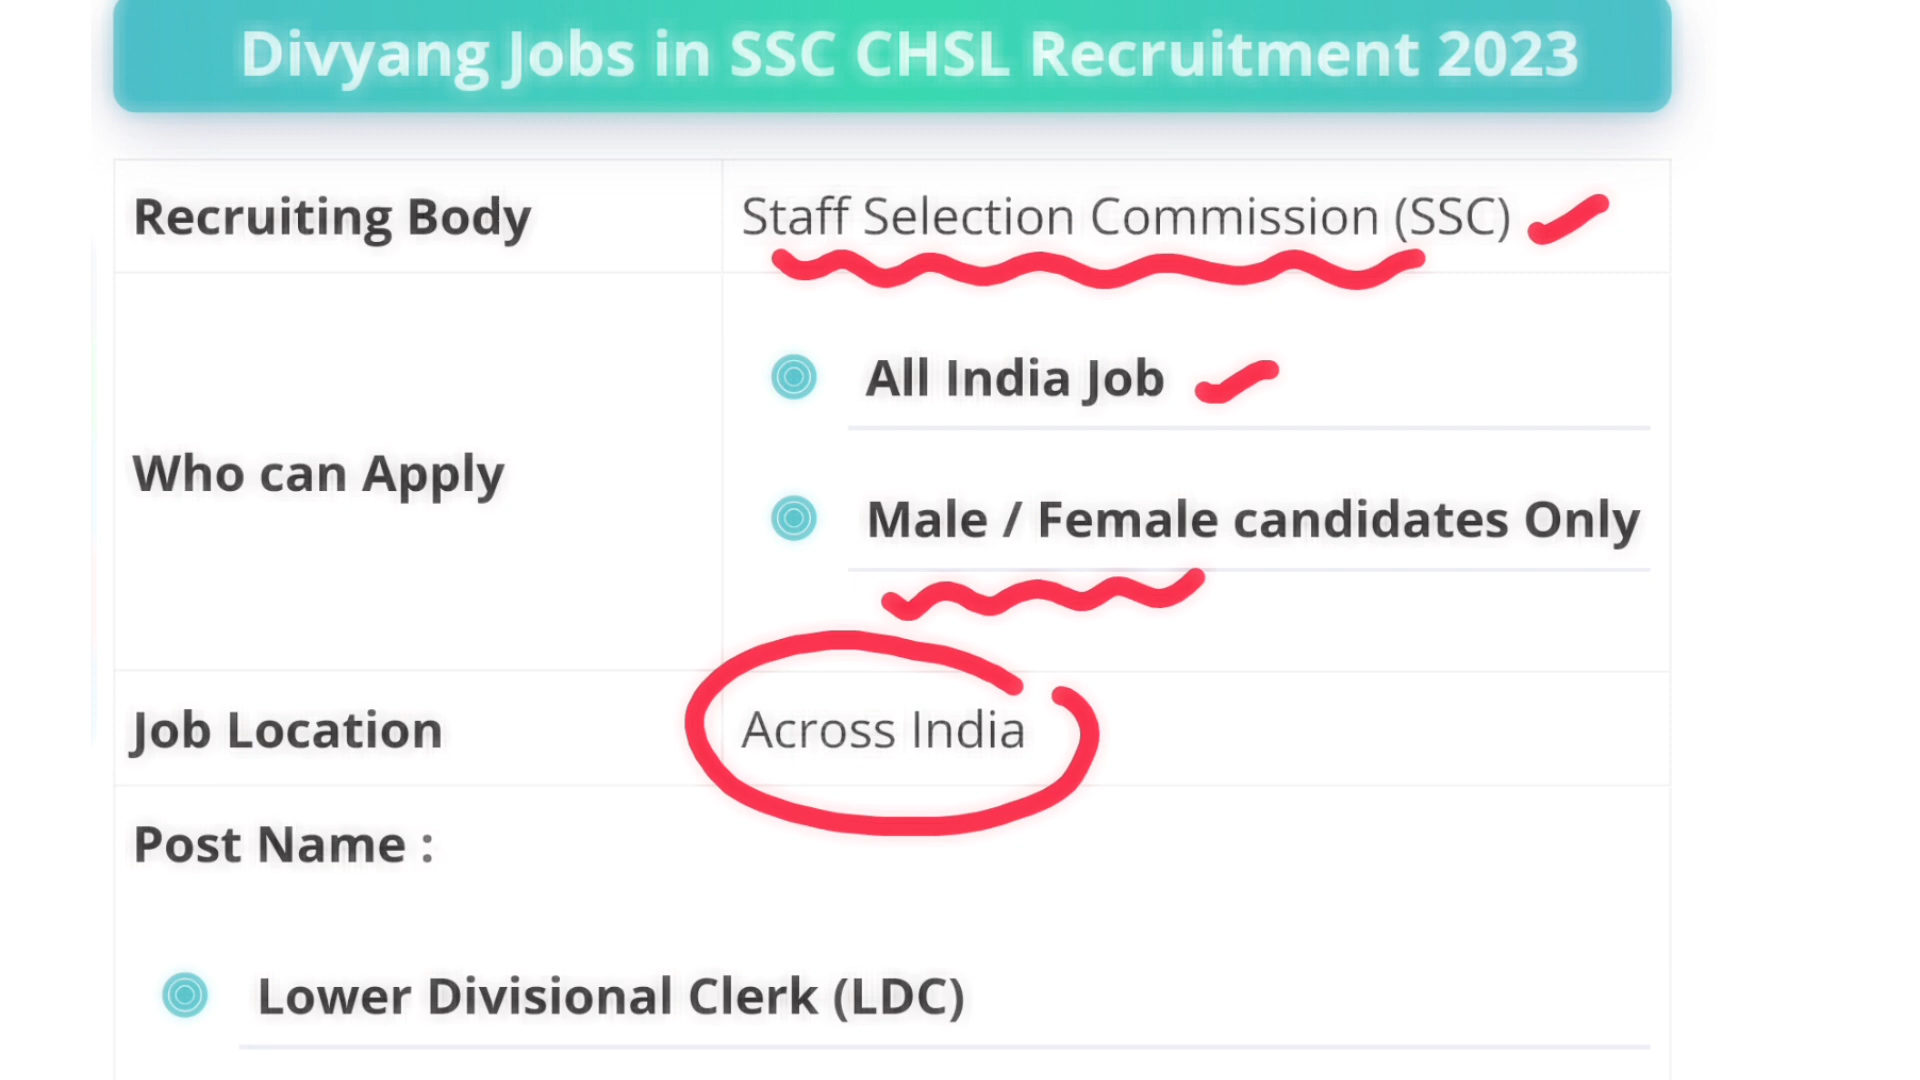 Divyang Jobs in SSC CHSL Recruitment 2023
Recruiting Body
Staff Selection Commission (SSC)
Who can Apply
All India Job
Male / Female candidates Only
Job Location
Across India
Post Name :
Lower Divisional Clerk (LDC)